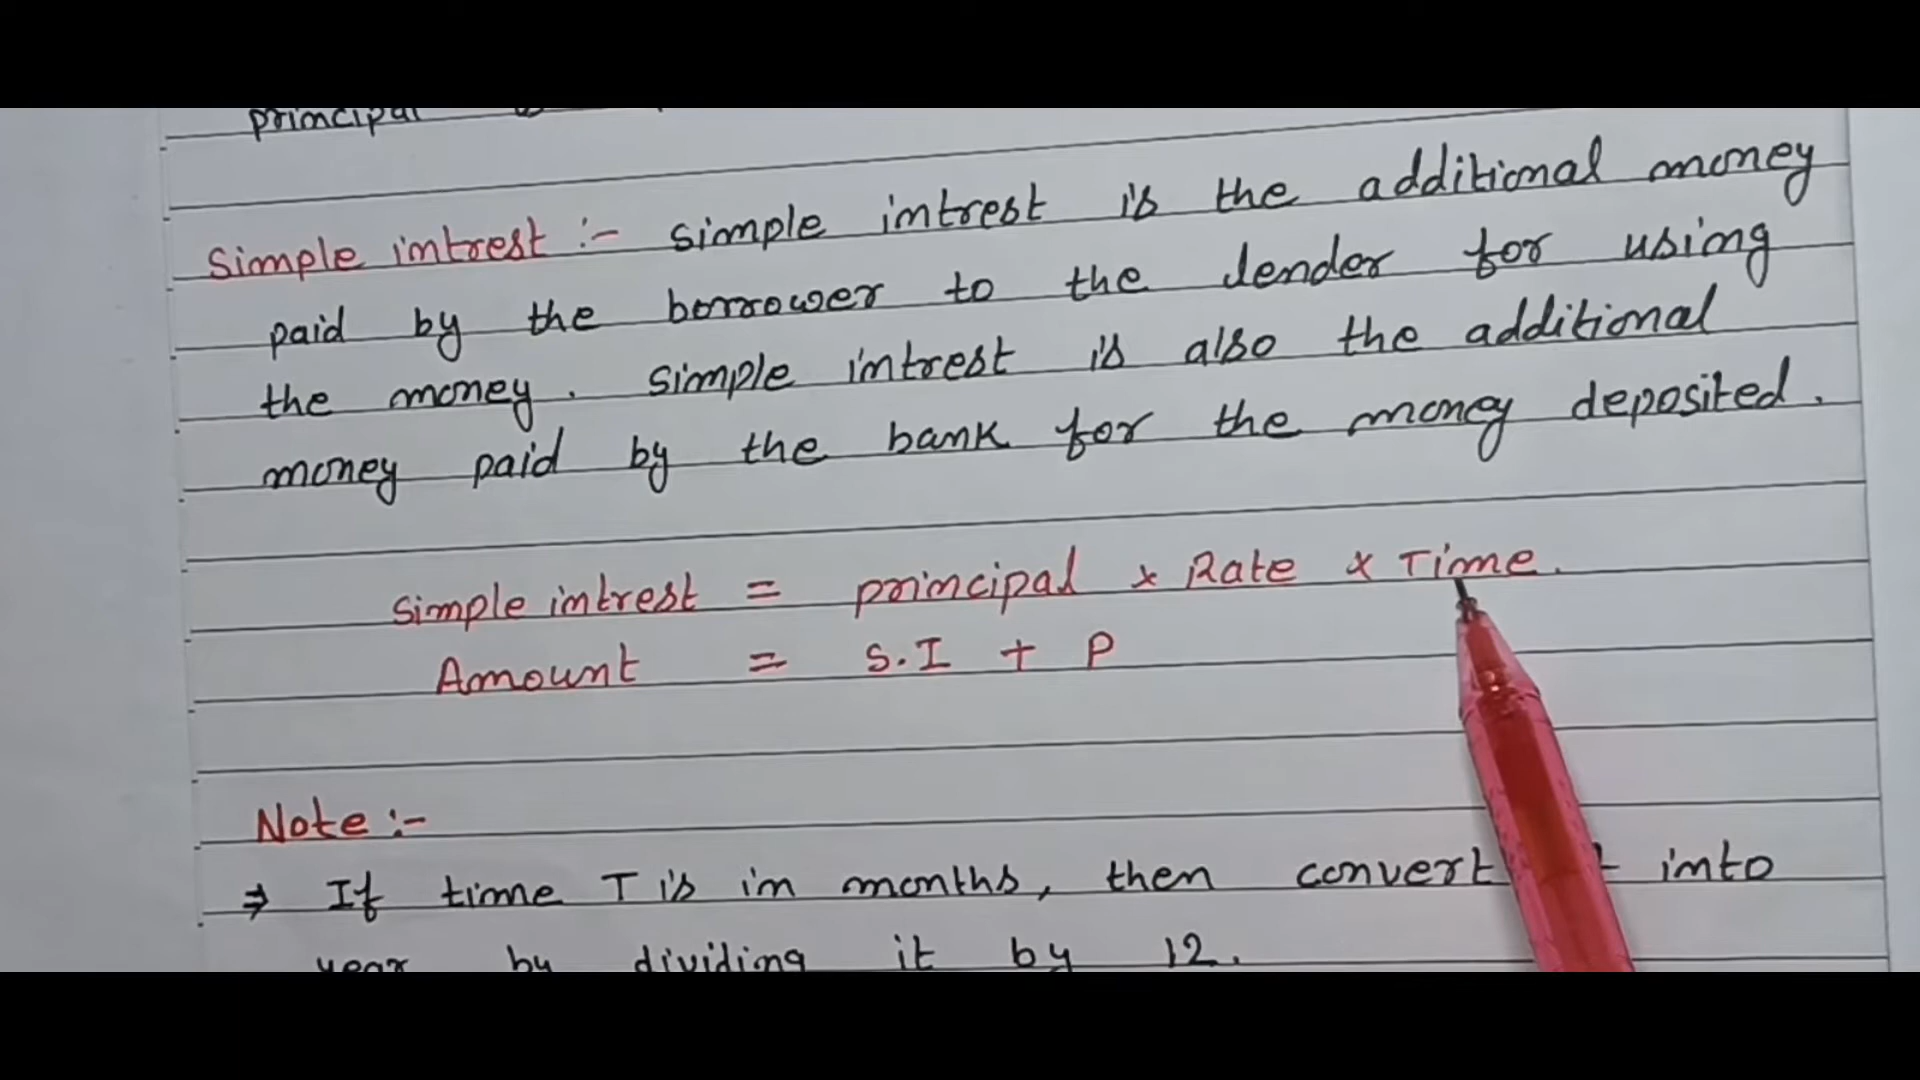 principal
Simple intrest :- simple intrest is the additional money
paid by the borrower to the lender for using
the money. simple intrest is also the additional
money paid by the bank for the money deposited.
Simple intrest = principal × Rate × Time.
Amount = S.I + P
Note :-
⇒ If time T is in months, then convert into
year by dividing it by 12.